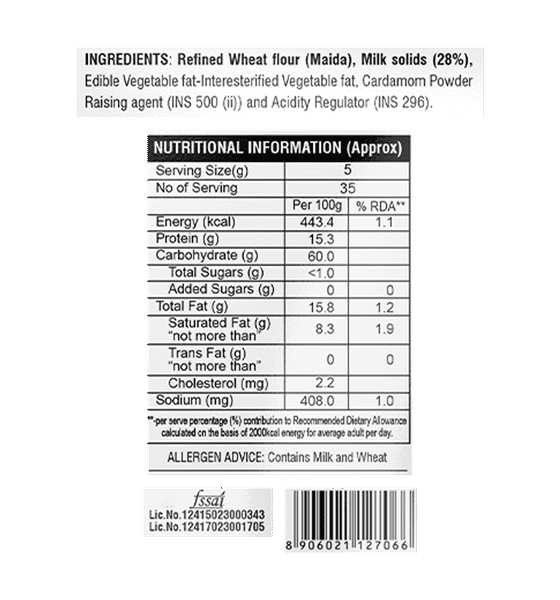 INGREDIENTS: Refined Wheat flour (Maida), Milk solids (28%),
Edible Vegetable fat-Interesterified Vegetable fat, Cardamom Powder
Raising agent (INS 500 (ii)) and Acidity Regulator (INS 296).
NUTRITIONAL INFORMATION (Approx)
Serving Size(g) 5
No of Serving 35
Per 100g % RDA**
Energy (kcal) 443.4 1.1
Protein (g) 15.3
Carbohydrate (g) 60.0
Total Sugars (g) <1.0
Added Sugars (g) 0 0
Total Fat (g) 15.8 1.2
Saturated Fat (g) 8.3 1.9
"not more than"
Trans Fat (g) 0 0
"not more than"
Cholesterol (mg) 2.2
Sodium (mg) 408.0 1.0
**-per serve percentage (%) contribution to Recommended Dietary Allowance
calculated on the basis of 2000kcal energy for average adult per day.
ALLERGEN ADVICE: Contains Milk and Wheat
fssai
Lic.No.12415023000343
Lic.No.12417023001705
8 906021 127066